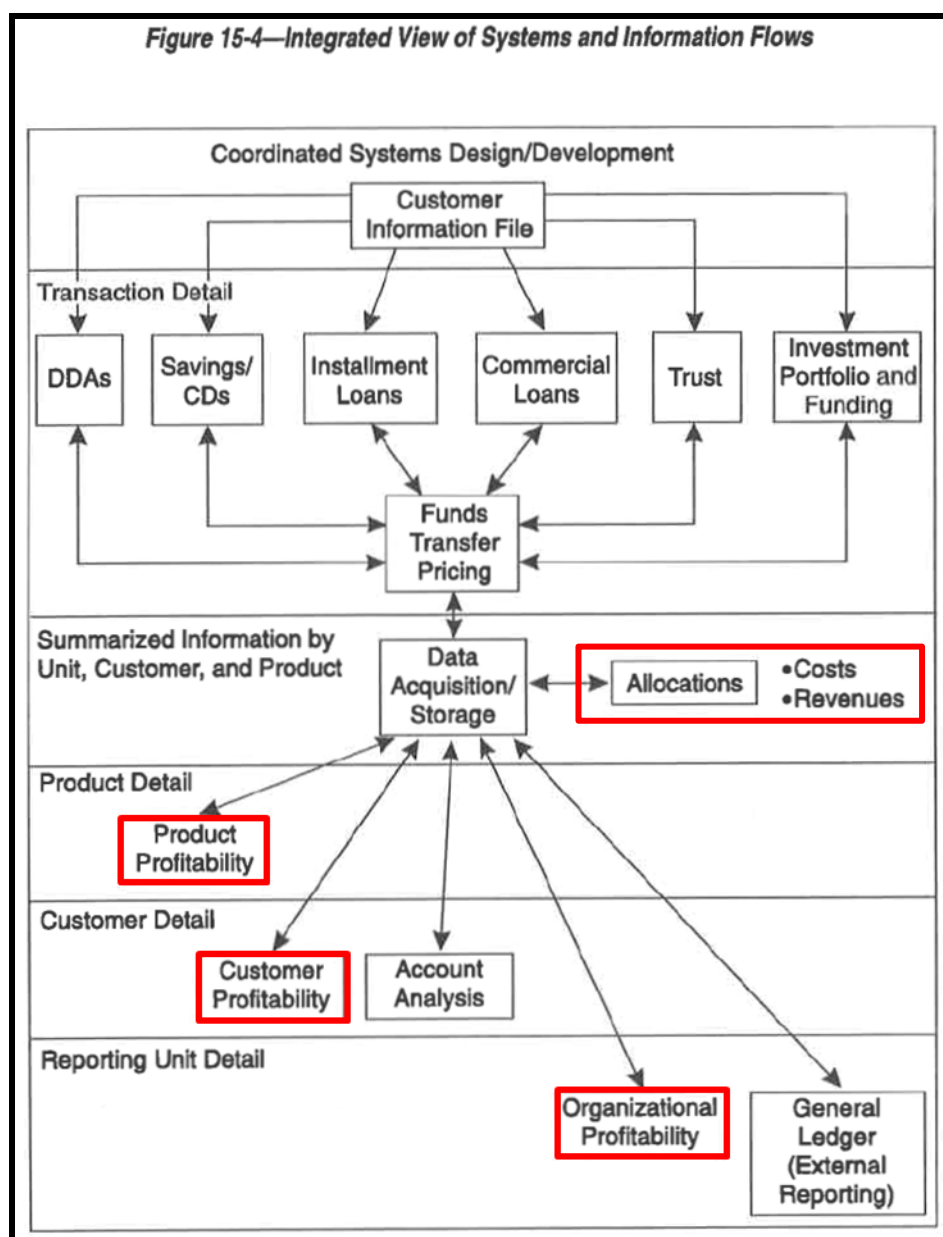 Figure 15-4—Integrated View of Systems and Information Flows
Coordinated Systems Design/Development
Customer
Information File
Transaction Detail
DDAs
Savings/
CDs
Installment
Loans
Commercial
Loans
Trust
Investment
Portfolio and
Funding
Funds
Transfer
Pricing
Summarized Information by
Unit, Customer, and Product
Data
Acquisition/
Storage
Allocations
•Costs
•Revenues
Product Detail
Product
Profitability
Customer Detail
Customer
Profitability
Account
Analysis
Reporting Unit Detail
Organizational
Profitability
General
Ledger
(External
Reporting)